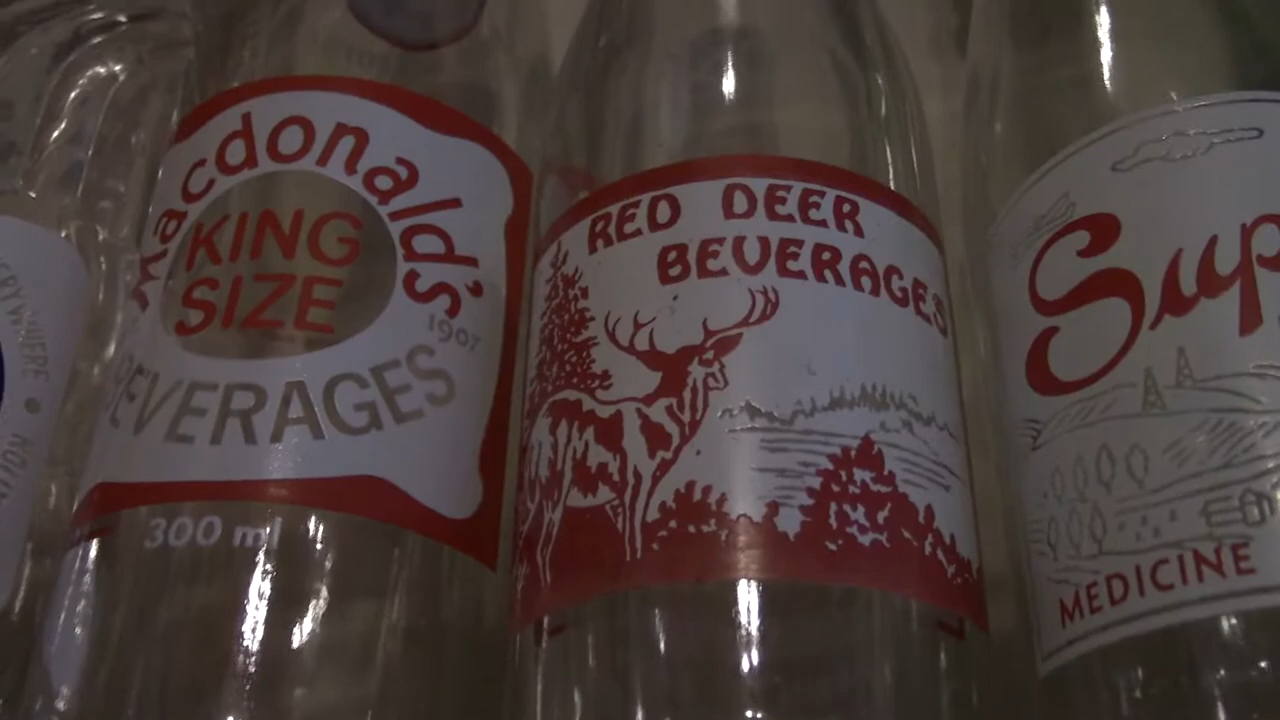 Macdonald's
KING
SIZE
1907
BEVERAGES
300 ml
RED DEER
BEVERAGES
Sup
MEDICINE